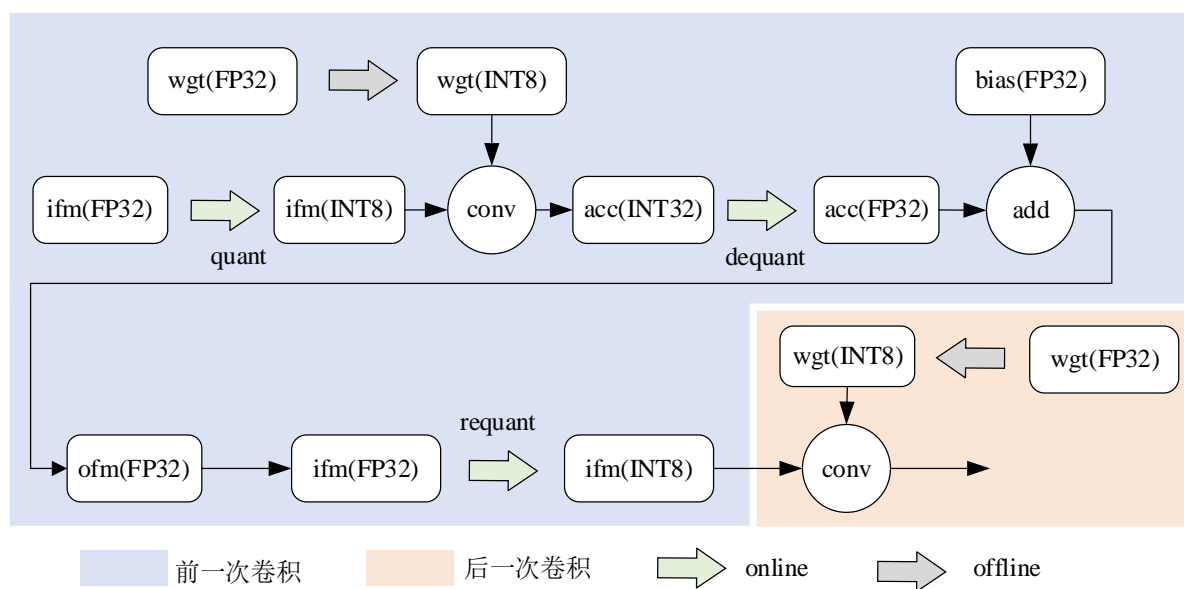 wgt(FP32)
wgt(INT8)
bias(FP32)
ifm(FP32)
quant
ifm(INT8)
conv
acc(INT32)
dequant
acc(FP32)
add
wgt(INT8)
wgt(FP32)
ofm(FP32)
ifm(FP32)
requant
ifm(INT8)
conv
前一次卷积
后一次卷积
online
offline